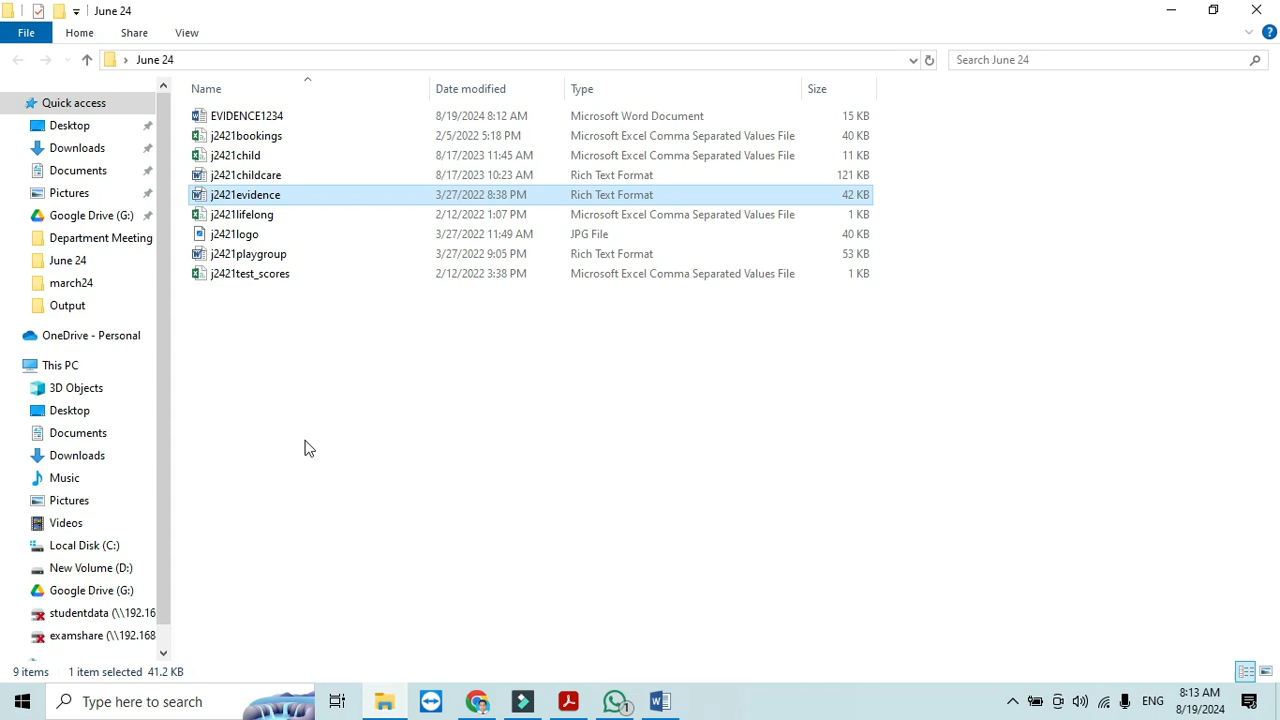 June 24
File Home Share View
June 24 Search June 24
Name Date modified Type Size
Quick access
Desktop
Downloads
Documents
Pictures
Google Drive (G:)
Department Meeting
June 24
march24
Output
OneDrive - Personal
This PC
3D Objects
Desktop
Documents
Downloads
Music
Pictures
Videos
Local Disk (C:)
New Volume (D:)
Google Drive (G:)
studentdata (\\192.16
examshare (\\192.168
EVIDENCE1234 8/19/2024 8:12 AM Microsoft Word Document 15 KB
j2421bookings 2/5/2022 5:18 PM Microsoft Excel Comma Separated Values File 40 KB
j2421child 8/17/2023 11:45 AM Microsoft Excel Comma Separated Values File 11 KB
j2421childcare 8/17/2023 10:23 AM Rich Text Format 121 KB
j2421evidence 3/27/2022 8:38 PM Rich Text Format 42 KB
j2421lifelong 2/12/2022 1:07 PM Microsoft Excel Comma Separated Values File 1 KB
j2421logo 3/27/2022 11:49 AM JPG File 40 KB
j2421playgroup 3/27/2022 9:05 PM Rich Text Format 53 KB
j2421test_scores 2/12/2022 3:38 PM Microsoft Excel Comma Separated Values File 1 KB
9 items 1 item selected 41.2 KB
Type here to search
1
ENG
8:13 AM
8/19/2024